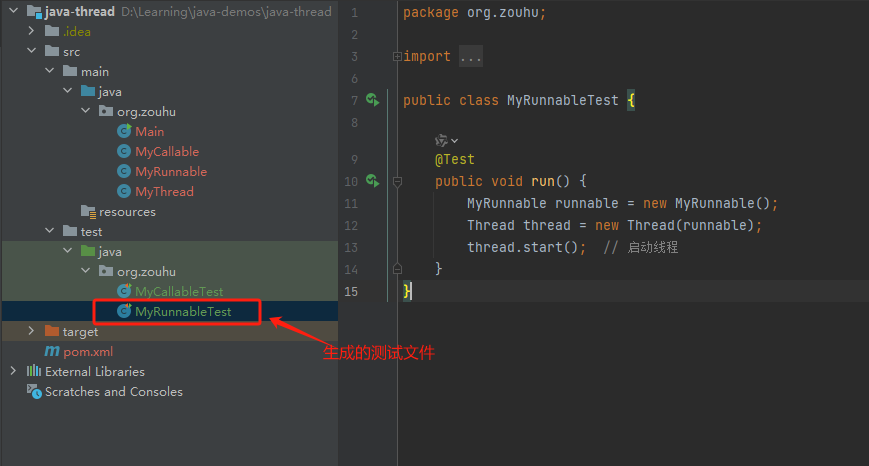 java-thread D:\Learning\java-demos\java-thread
.idea
src
main
java
org.zouhu
Main
MyCallable
MyRunnable
MyThread
resources
test
java
org.zouhu
MyCallableTest
MyRunnableTest
target
pom.xml
External Libraries
Scratches and Consoles
生成的测试文件
1 package org.zouhu;
2
3 import ...
6
7 public class MyRunnableTest {
8
9 @Test
10 public void run() {
11 MyRunnable runnable = new MyRunnable();
12 Thread thread = new Thread(runnable);
13 thread.start(); // 启动线程
14 }
15 }